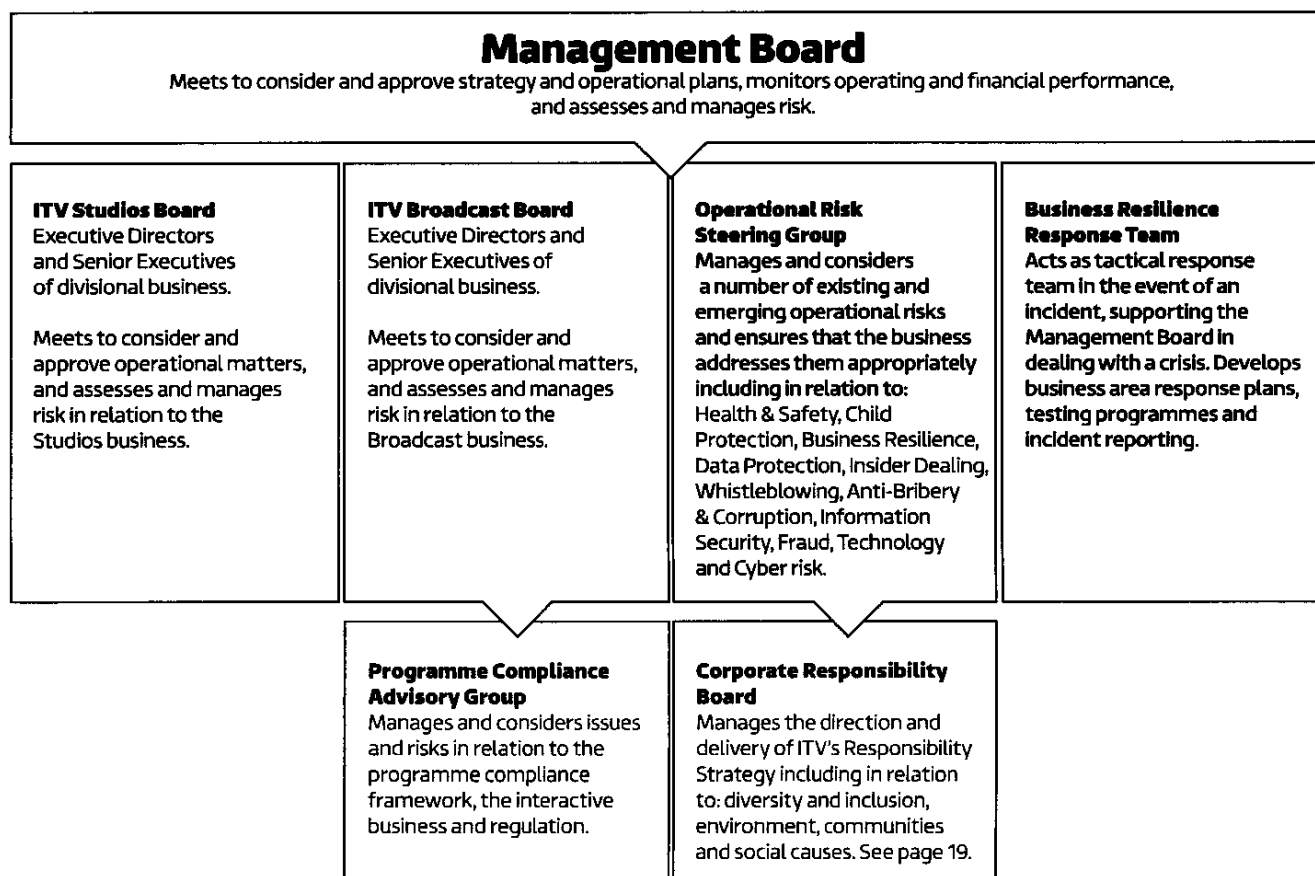 Management Board
Meets to consider and approve strategy and operational plans, monitors operating and financial performance,
and assesses and manages risk.
ITV Studios Board
Executive Directors
and Senior Executives
of divisional business.
Meets to consider and
approve operational matters,
and assesses and manages
risk in relation to the
Studios business.
ITV Broadcast Board
Executive Directors and
Senior Executives of
divisional business.
Meets to consider and
approve operational matters,
and assesses and manages
risk in relation to the
Broadcast business.
Operational Risk
Steering Group
Manages and considers
a number of existing and
emerging operational risks
and ensures that the business
addresses them appropriately
including in relation to:
Health & Safety, Child
Protection, Business Resilience,
Data Protection, Insider Dealing,
Whistleblowing, Anti-Bribery
& Corruption, Information
Security, Fraud, Technology
and Cyber risk.
Business Resilience
Response Team
Acts as tactical response
team in the event of an
incident, supporting the
Management Board in
dealing with a crisis. Develops
business area response plans,
testing programmes and
incident reporting.
Programme Compliance
Advisory Group
Manages and considers issues
and risks in relation to the
programme compliance
framework, the interactive
business and regulation.
Corporate Responsibility
Board
Manages the direction and
delivery of ITV's Responsibility
Strategy including in relation
to: diversity and inclusion,
environment, communities
and social causes. See page 19.